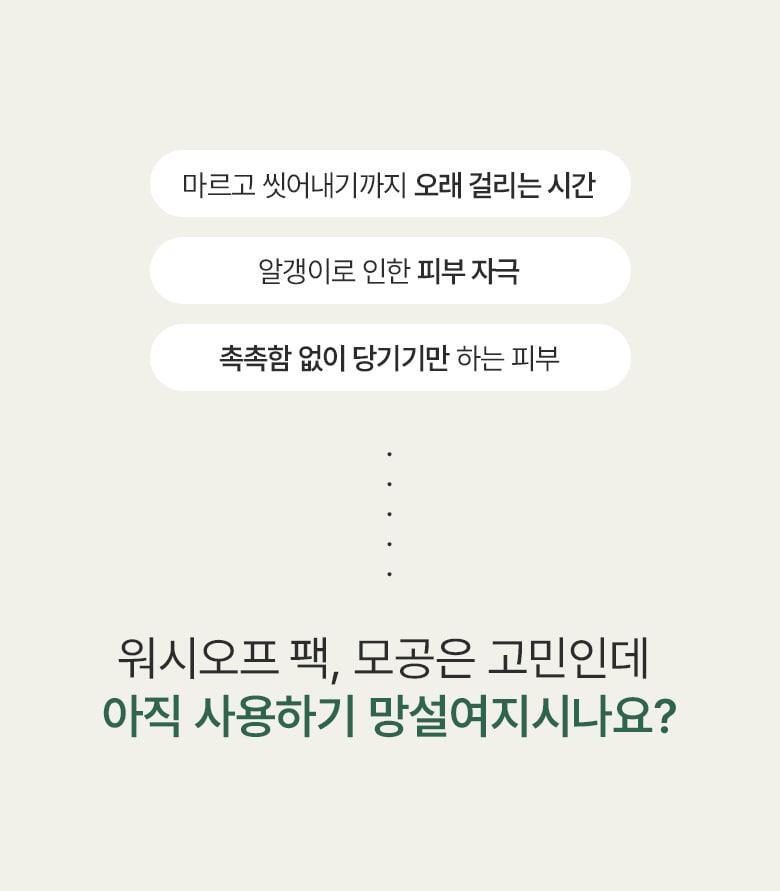 마르고 씻어내기까지 오래 걸리는 시간
알갱이로 인한 피부 자극
촉촉함 없이 당기기만 하는 피부
워시오프 팩, 모공은 고민인데
아직 사용하기 망설여지시나요?